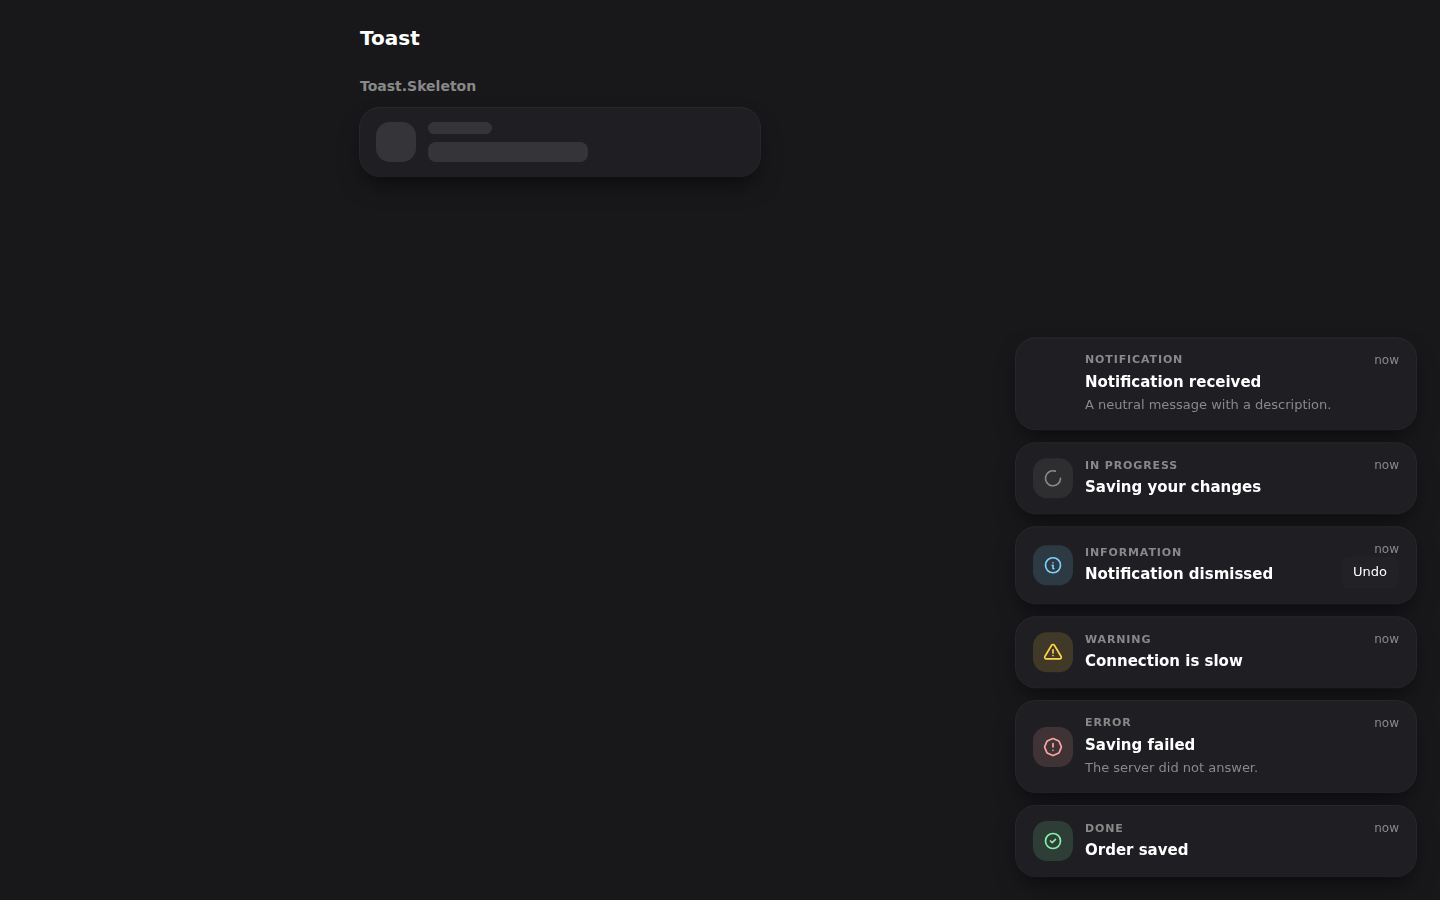 Toast
Toast.Skeleton
NOTIFICATION
now
Notification received
A neutral message with a description.
IN PROGRESS
now
Saving your changes
INFORMATION
now
Notification dismissed
Undo
WARNING
now
Connection is slow
ERROR
now
Saving failed
The server did not answer.
DONE
now
Order saved